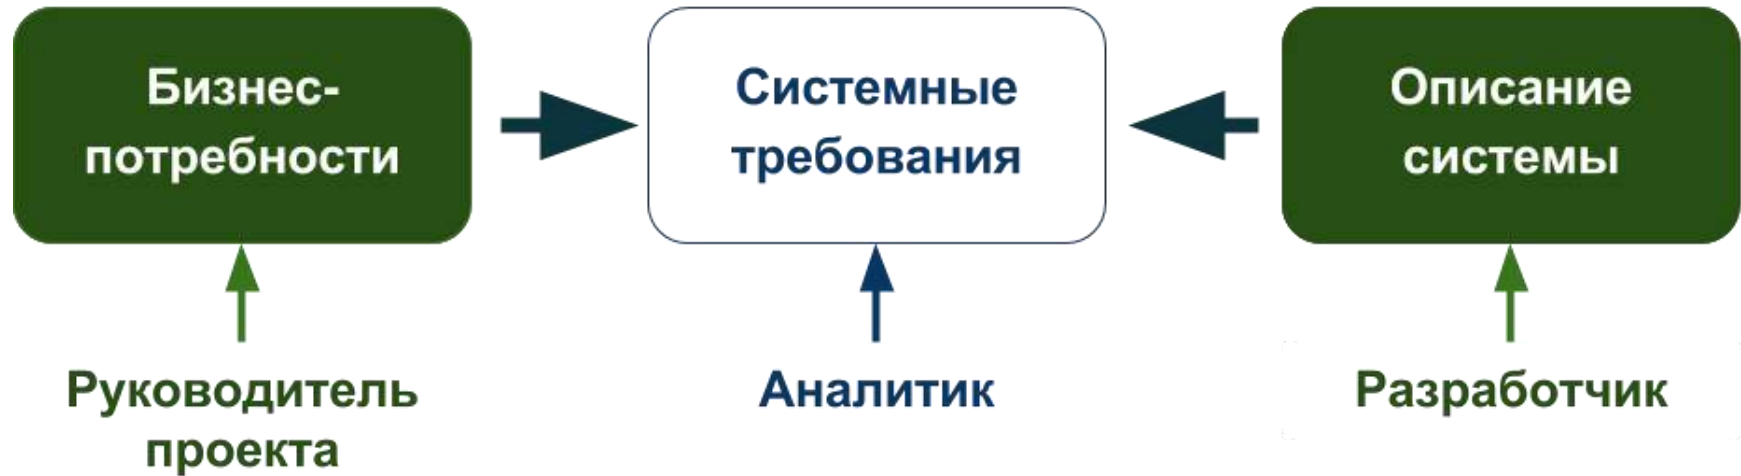 Бизнес-
потребности
Системные
требования
Описание
системы
Руководитель
проекта
Аналитик
Разработчик